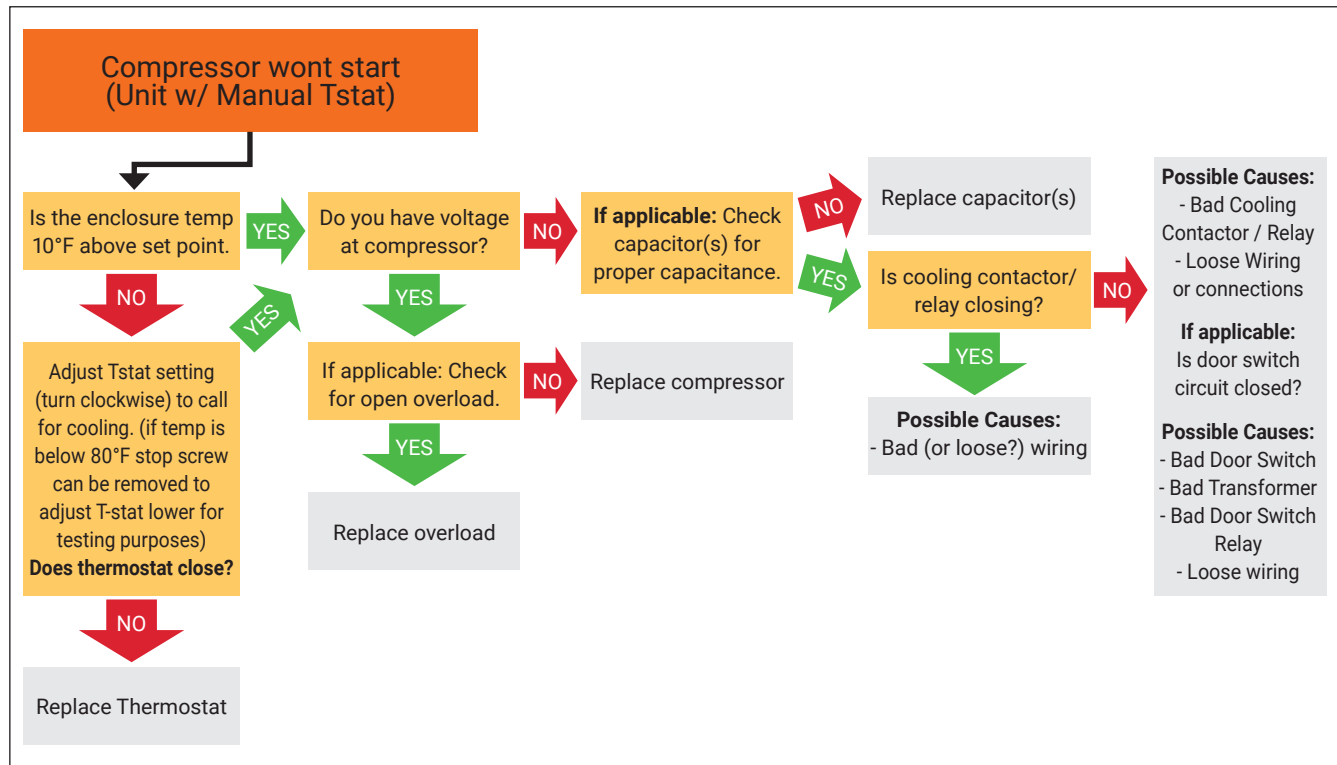 Compressor wont start
(Unit w/ Manual Tstat)
Is the enclosure temp
10°F above set point.
YES
NO
Adjust Tstat setting
(turn clockwise) to call
for cooling. (if temp is
below 80°F stop screw
can be removed to
adjust T-stat lower for
testing purposes)
Does thermostat close?
YES
NO
Replace Thermostat
Do you have voltage
at compressor?
NO
YES
If applicable: Check
for open overload.
NO
Replace compressor
YES
Replace overload
If applicable: Check
capacitor(s) for
proper capacitance.
NO
Replace capacitor(s)
YES
Is cooling contactor/
relay closing?
NO
YES
Possible Causes:
- Bad (or loose?) wiring
Possible Causes:
- Bad Cooling
Contactor / Relay
- Loose Wiring
or connections
If applicable:
Is door switch
circuit closed?
Possible Causes:
- Bad Door Switch
- Bad Transformer
- Bad Door Switch
Relay
- Loose wiring